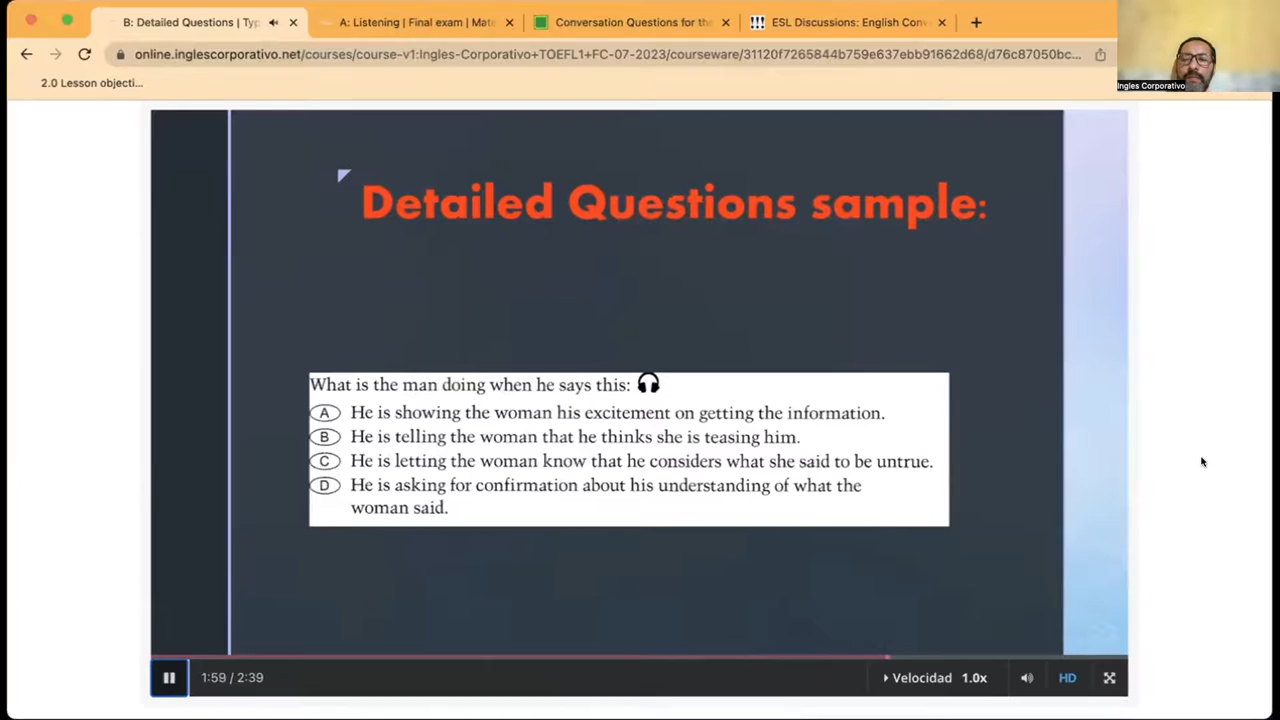 B: Detailed Questions | Typ
A: Listening | Final exam | Mate
Conversation Questions for the
ESL Discussions: English Conv
online.inglescorporativo.net/courses/course-v1:Ingles-Corporativo+TOEFL1+FC-07-2023/courseware/31120f7265844b759e637ebb91662d68/d76c87050bc...
Ingles Corporativo
2.0 Lesson objecti...
Detailed Questions sample:
What is the man doing when he says this:
A He is showing the woman his excitement on getting the information.
B He is telling the woman that he thinks she is teasing him.
C He is letting the woman know that he considers what she said to be untrue.
D He is asking for confirmation about his understanding of what the
woman said.
1:59 / 2:39
Velocidad 1.0x
HD